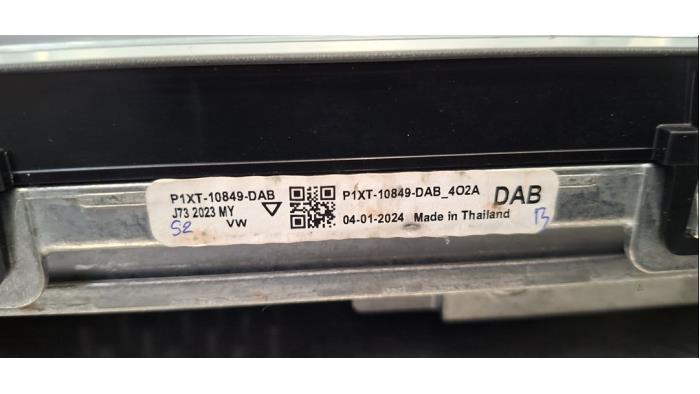 P1XT-10849-DAB
J73 2023 MY
VW
S2
P1XT-10849-DAB_4O2A
04-01-2024 Made in Thailand
DAB
B